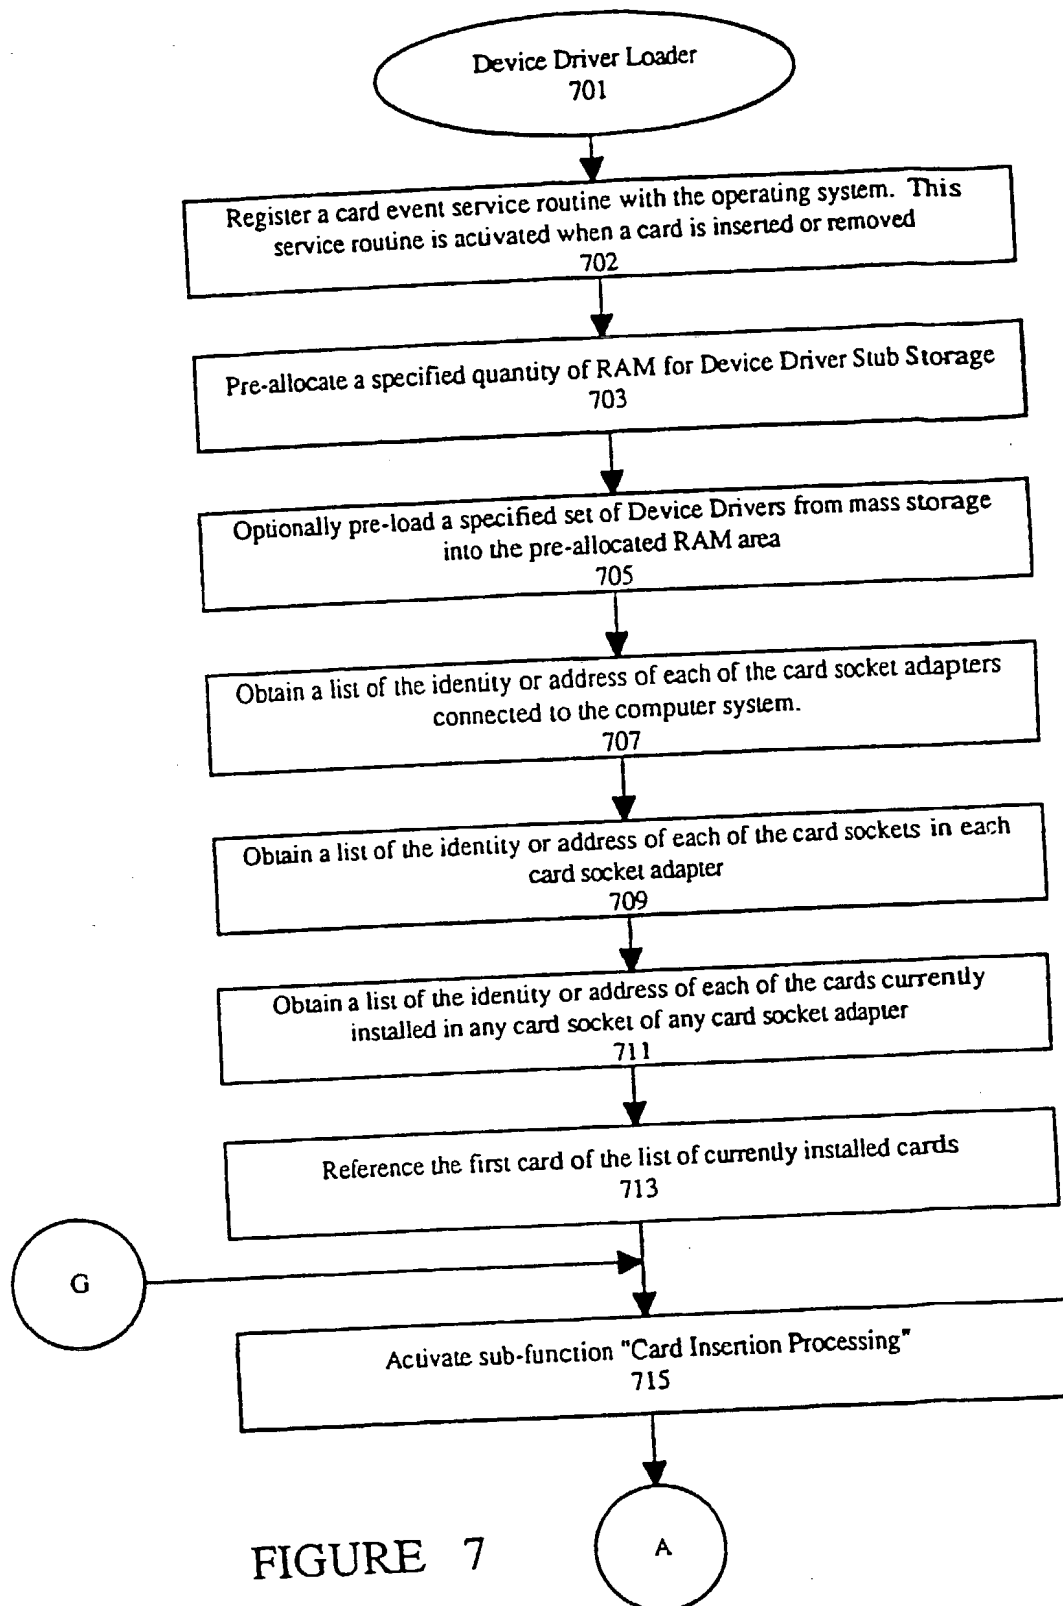 Device Driver Loader
701
Register a card event service routine with the operating system. This
service routine is activated when a card is inserted or removed
702
Pre-allocate a specified quantity of RAM for Device Driver Stub Storage
703
Optionally pre-load a specified set of Device Drivers from mass storage
into the pre-allocated RAM area
705
Obtain a list of the identity or address of each of the card socket adapters
connected to the computer system.
707
Obtain a list of the identity or address of each of the card sockets in each
card socket adapter
709
Obtain a list of the identity or address of each of the cards currently
installed in any card socket of any card socket adapter
711
Reference the first card of the list of currently installed cards
713
G
Activate sub-function "Card Insertion Processing"
715
A
FIGURE 7